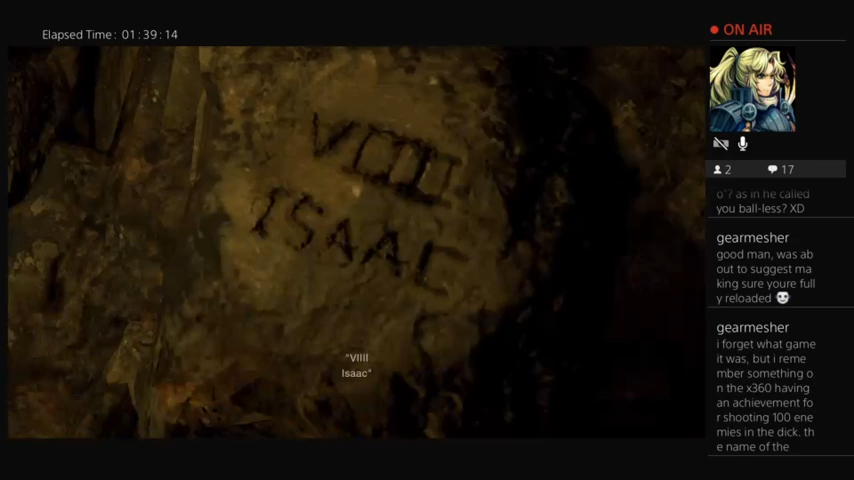 Elapsed Time: 01:39:14
ON AIR
VIIII
ISAAC
"VIIII
Isaac"
2
17
o"? as in he called
you ball-less? XD
gearmesher
good man, was ab
out to suggest ma
king sure youre full
y reloaded
gearmesher
i forget what game
it was, but i reme
mber something o
n the x360 having
an achievement fo
r shooting 100 ene
mies in the dick. th
e name of the